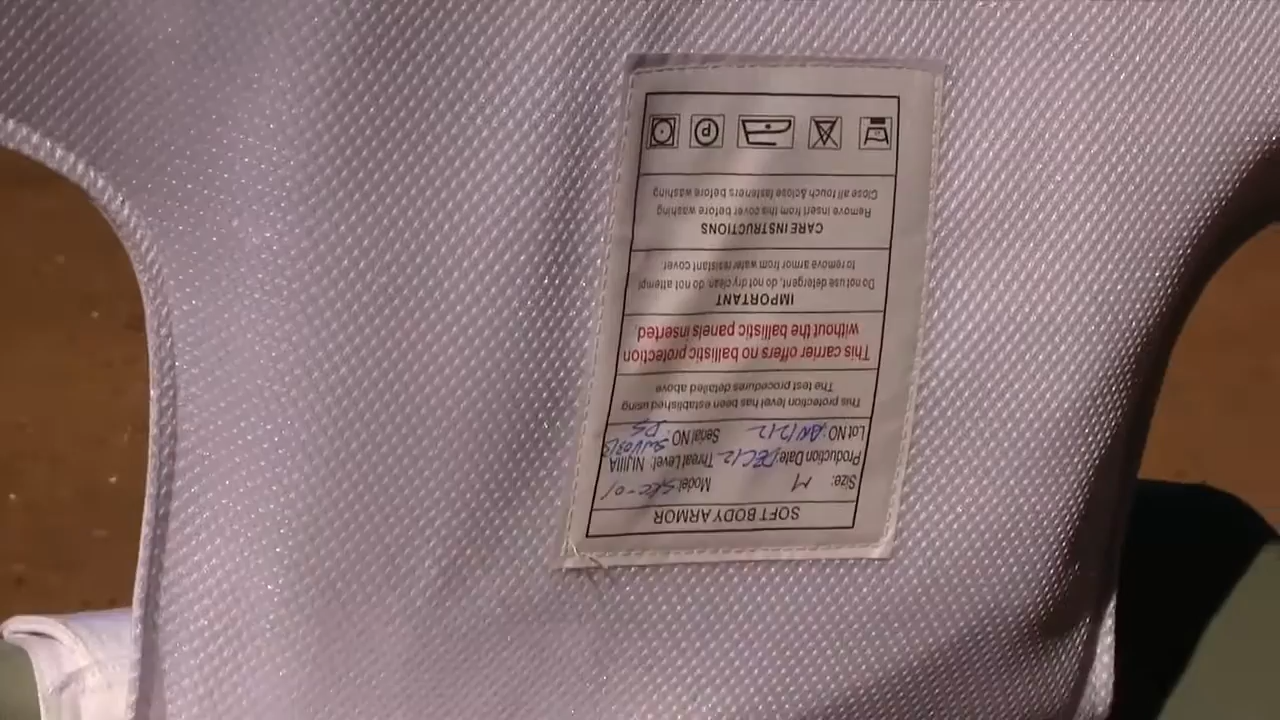 SOFT BODY ARMOR
Size: M Model: SKC-01
Production Date: DEC12 Threat Level: NIJIIIA
Lot NO: Serial NO:
This protection level has been established using
The test procedures detailed above
This carrier offers no ballistic protection
without the ballistic panels inserted,
IMPORTANT
Do not use detergent, do not dry clean, do not attempt
to remove armor from water resistant cover.
CARE INSTRUCTIONS
Remove insert from this cover before washing
Close all touch &close fasteners before washing
P